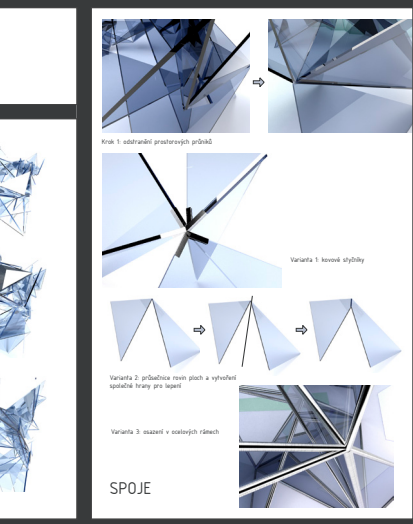 Krok 1: odstranění prostorových průniků
Varianta 1: kovové styčníky
Varianta 2: průsečnice rovin ploch a vytvoření
společné hrany pro lepení
Varianta 3: osazení v ocelových rámech
SPOJE